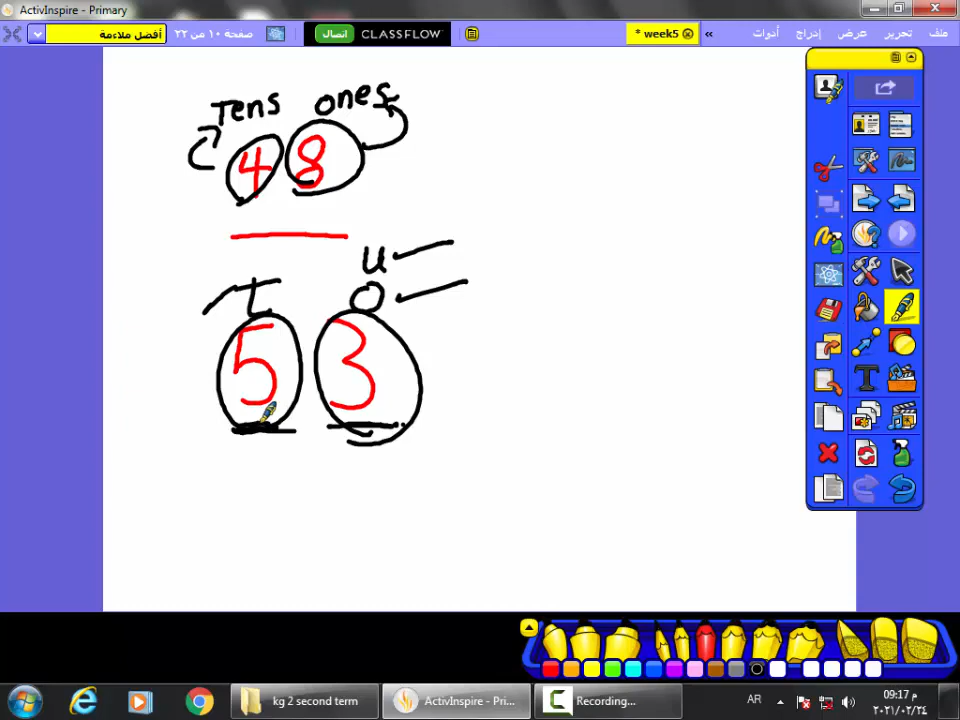 ActivInspire - Primary
أفضل ملاءمة صفحة ١٠ من ٢٢ اتصال CLASSFLOW * week5 » أدوات إدراج عرض تحرير ملف
Tens ones
48
u
t o
53
kg 2 second term ActivInspire - Pri... Recording... AR 09:17 م
٢٠٢١/٠٢/٢٤